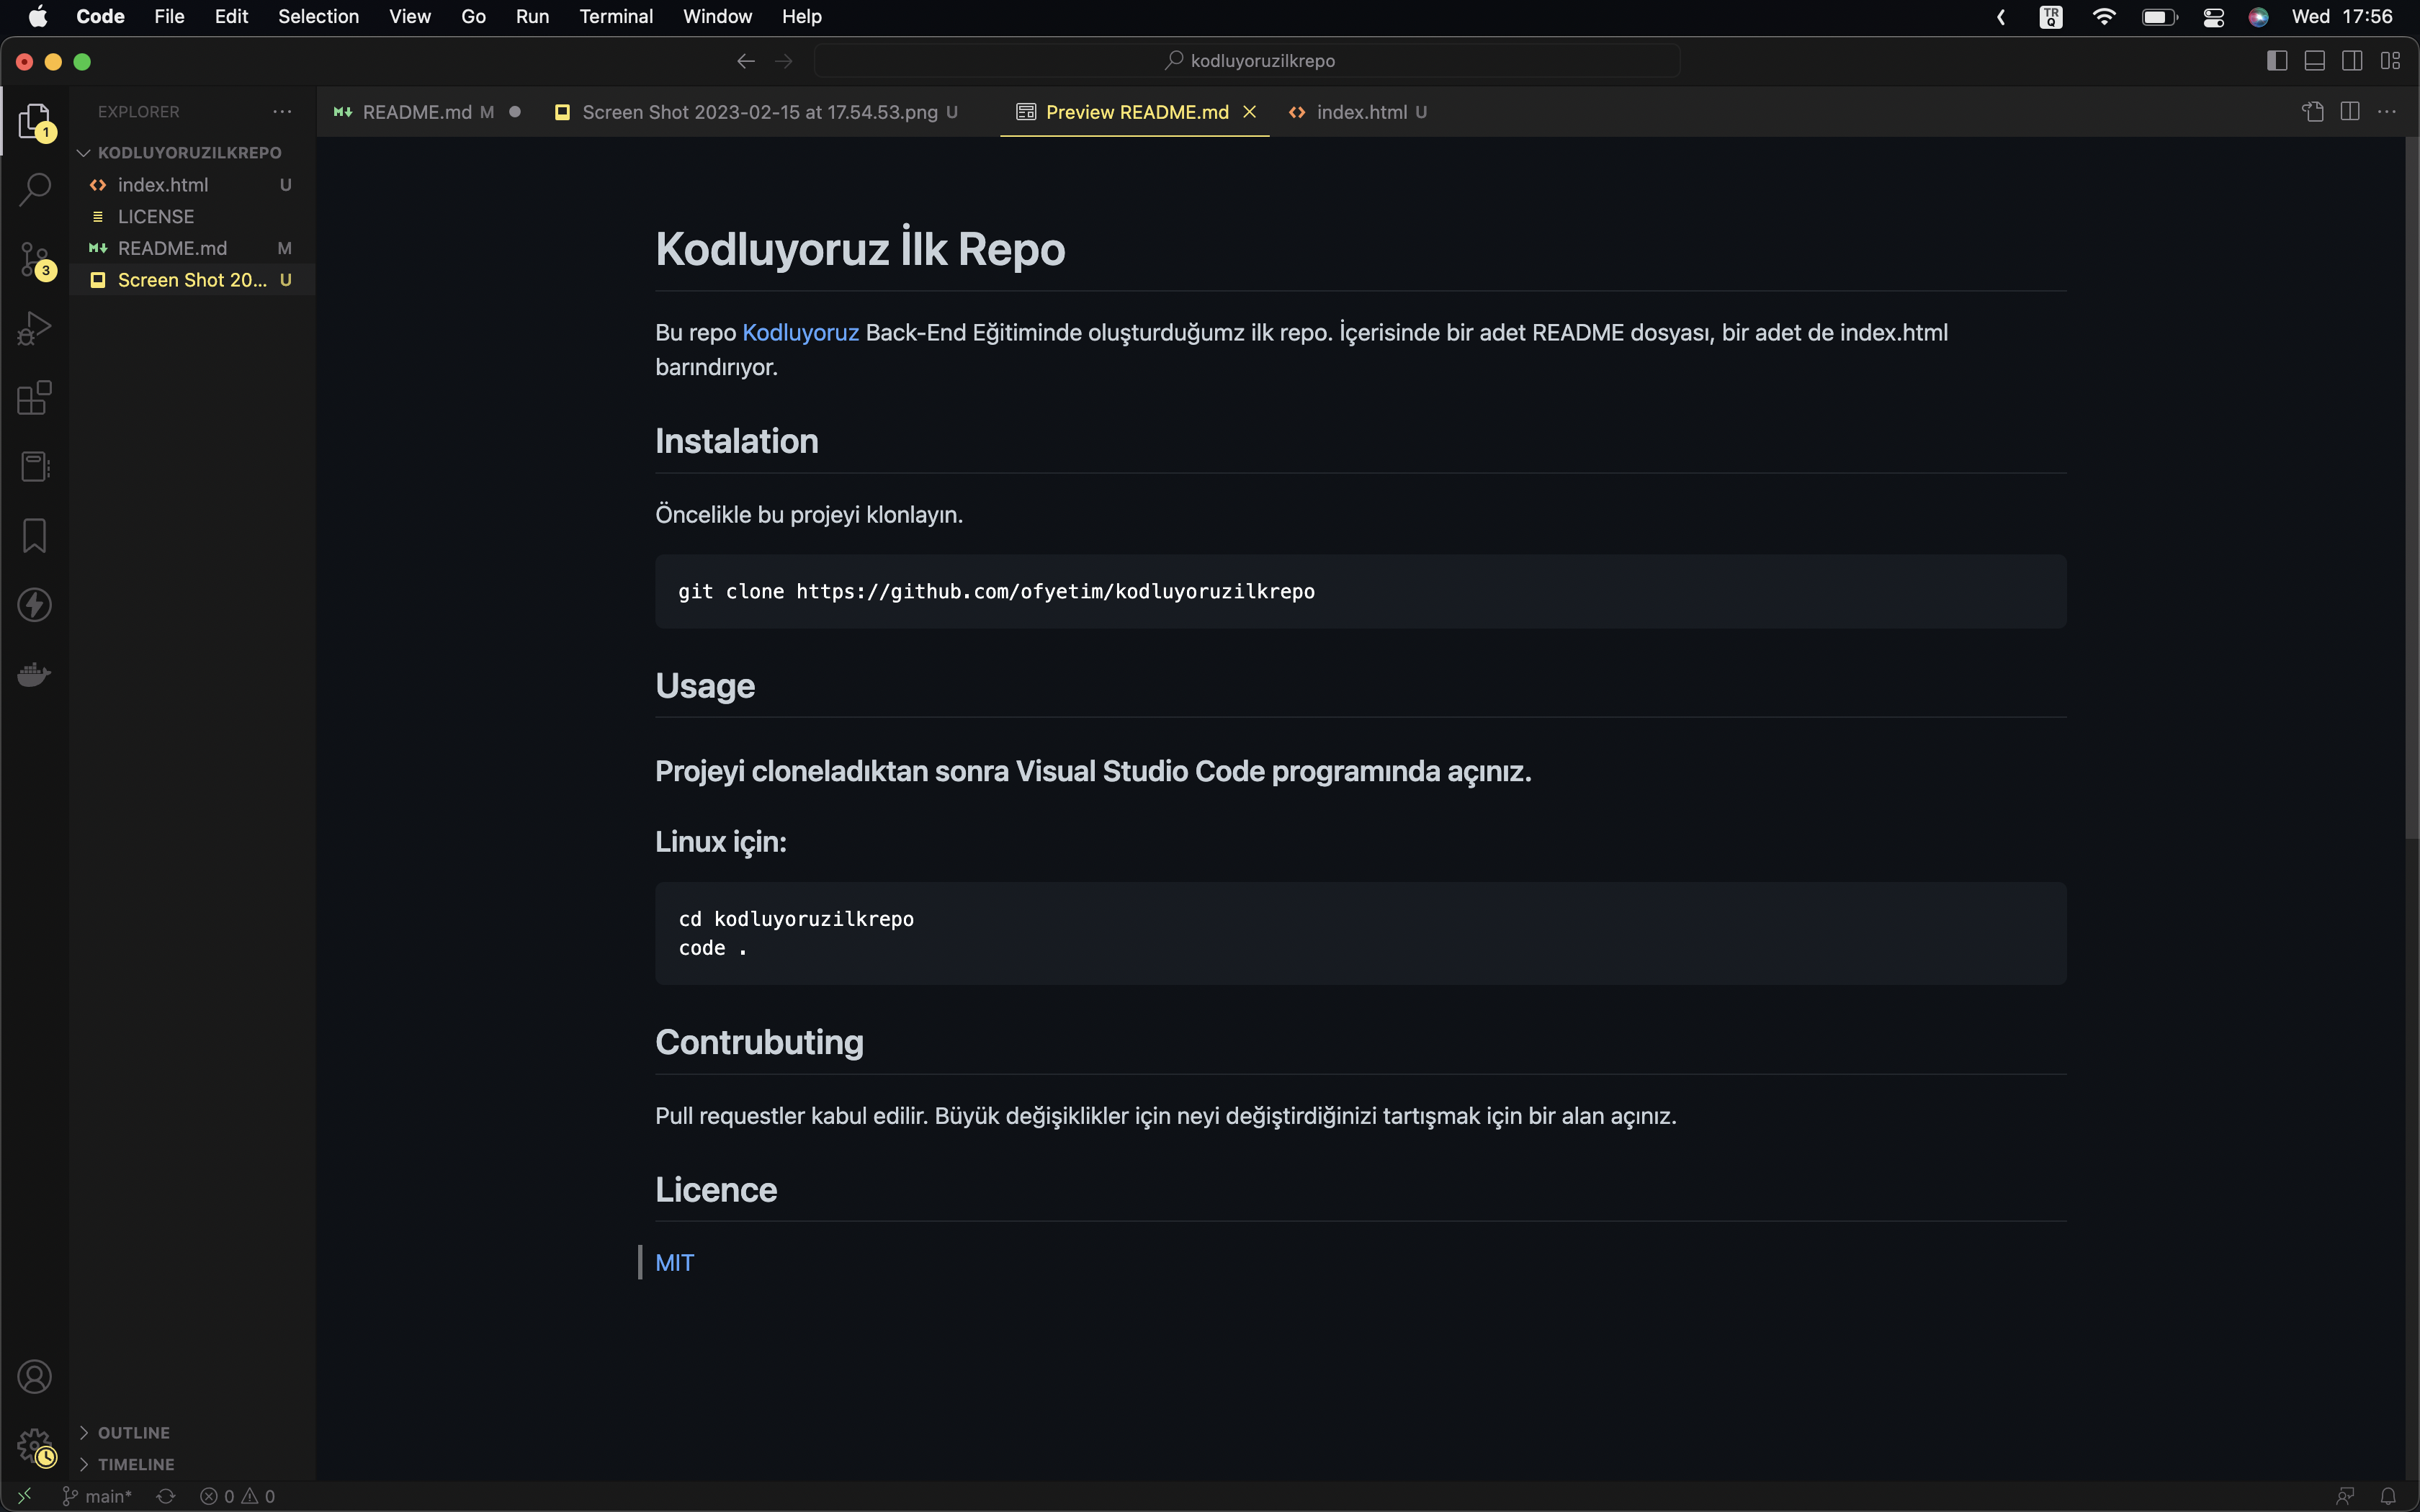 Code File Edit Selection View Go Run Terminal Window Help TR Q Wed 17:56
kodluyoruzilkrepo
EXPLORER
README.md M
Screen Shot 2023-02-15 at 17.54.53.png U
Preview README.md
index.html U
1
KODLUYORUZILKREPO
index.html U
LICENSE
README.md M
Screen Shot 20... U
3
Kodluyoruz İlk Repo
Bu repo Kodluyoruz Back-End Eğitiminde oluşturduğumz ilk repo. İçerisinde bir adet README dosyası, bir adet de index.html
barındırıyor.
Instalation
Öncelikle bu projeyi klonlayın.
git clone https://github.com/ofyetim/kodluyoruzilkrepo
Usage
Projeyi cloneladıktan sonra Visual Studio Code programında açınız.
Linux için:
cd kodluyoruzilkrepo
code .
Contrubuting
Pull requestler kabul edilir. Büyük değişiklikler için neyi değiştirdiğinizi tartışmak için bir alan açınız.
Licence
MIT
OUTLINE
TIMELINE
main* 0 0